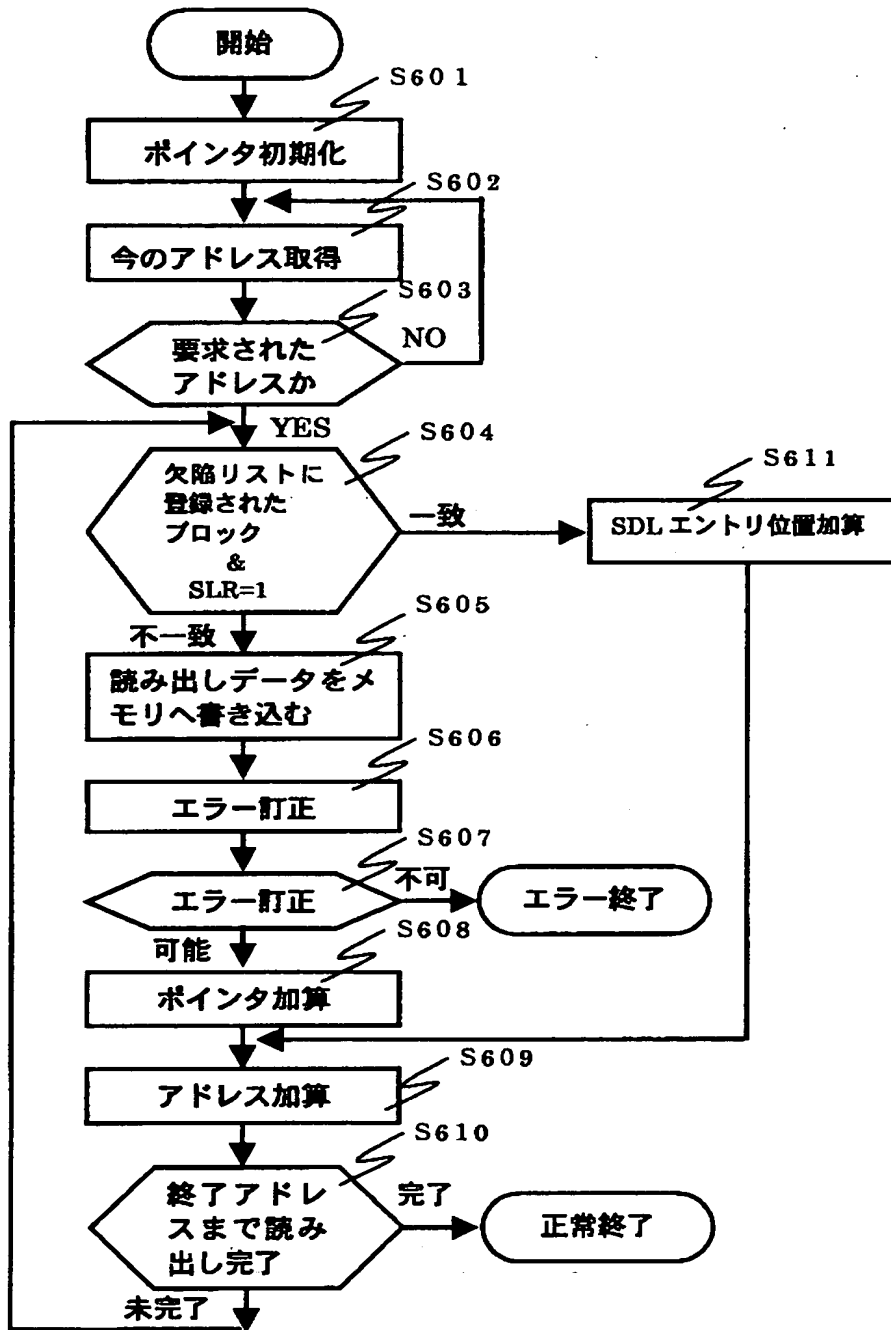 開始
S601
ポインタ初期化
S602
今のアドレス取得
S603
要求された
アドレスか
NO
YES
S604
欠陥リストに
登録された
ブロック
&
SLR=1
一致
S611
SDLエントリ位置加算
不一致
S605
読み出しデータをメ
モリへ書き込む
S606
エラー訂正
S607
エラー訂正
不可
エラー終了
可能
S608
ポインタ加算
S609
アドレス加算
S610
終了アドレ
スまで読み
出し完了
完了
正常終了
未完了